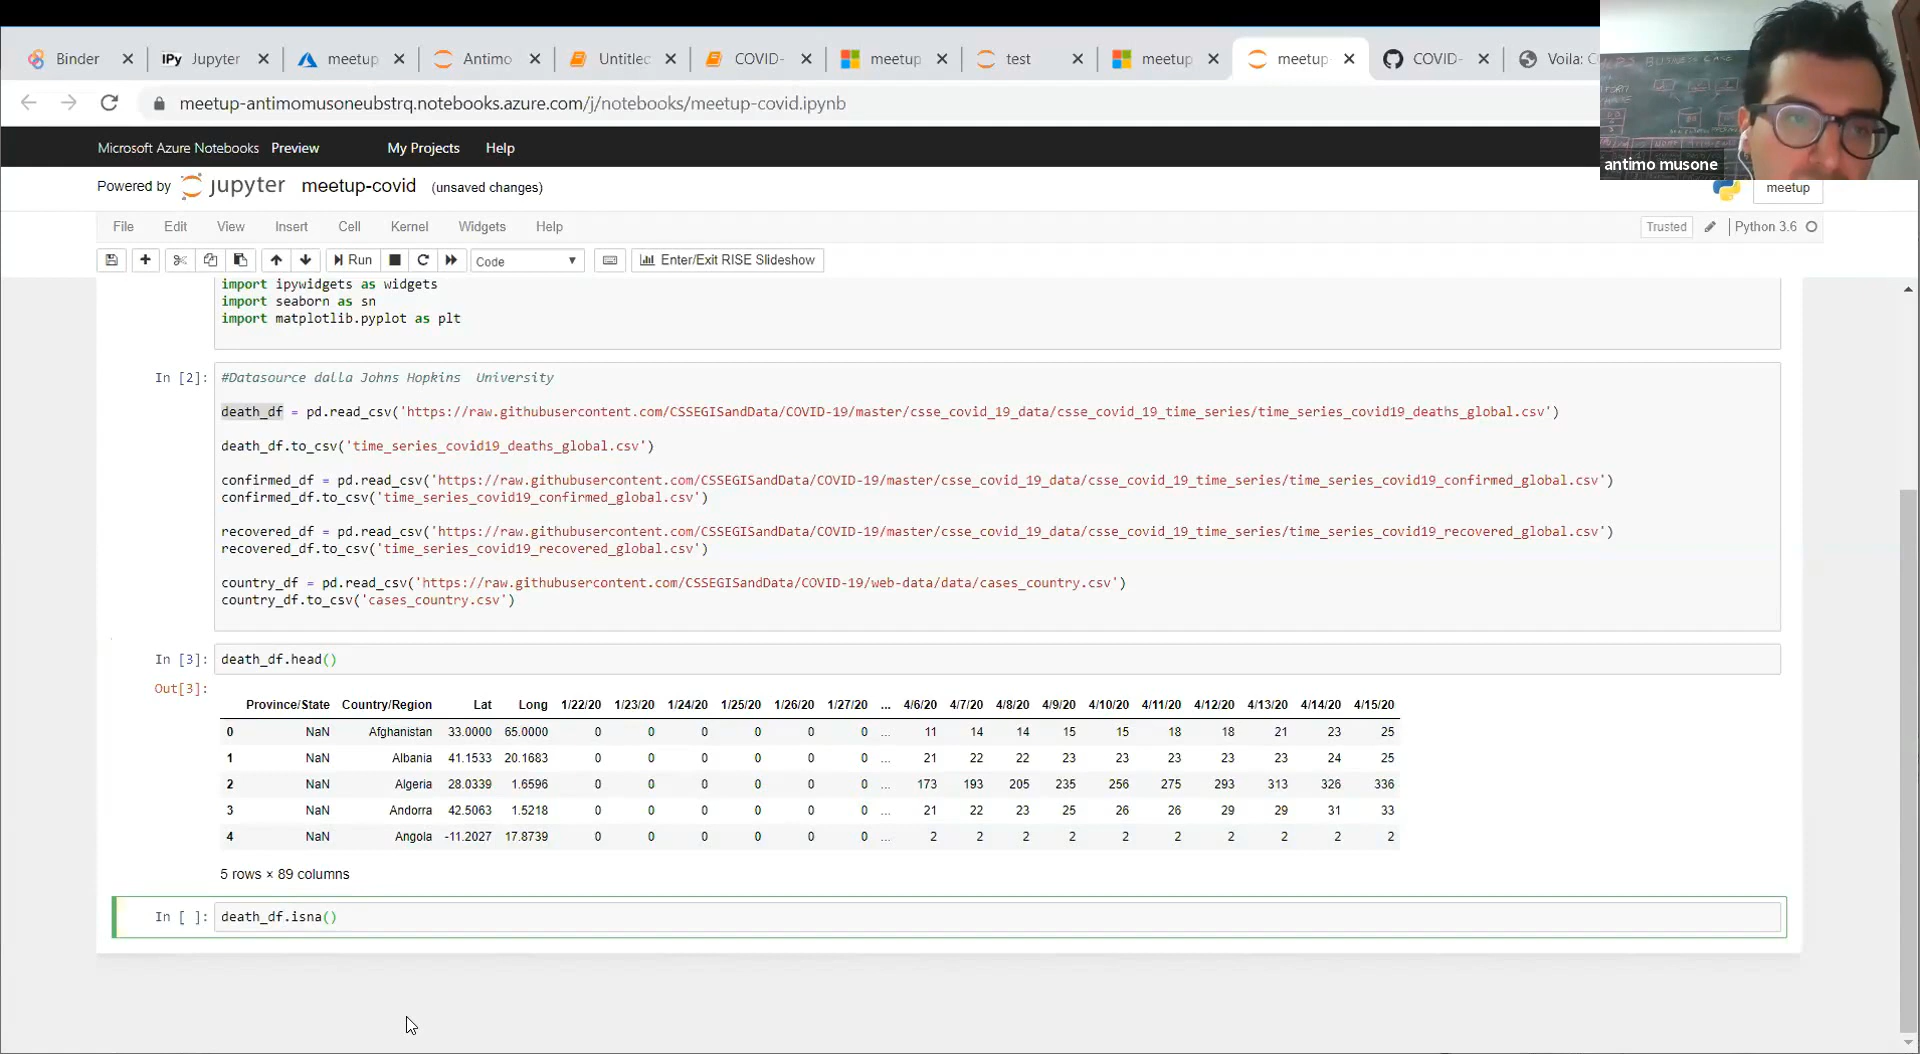 Binder
IPy Jupyter
meetup
Antimo
Untitlec
COVID-
meetup
test
meetup
meetup-
COVID-
Voila:
meetup-antimomusoneubstrq.notebooks.azure.com/j/notebooks/meetup-covid.ipynb
BUSINESS CASE
antimo musone
Microsoft Azure Notebooks Preview My Projects Help
Powered by jupyter meetup-covid (unsaved changes)
meetup
File Edit View Insert Cell Kernel Widgets Help
Trusted Python 3.6
Run Code Enter/Exit RISE Slideshow
import ipywidgets as widgets
import seaborn as sn
import matplotlib.pyplot as plt
In [2]: #Datasource dalla Johns Hopkins  University
death_df = pd.read_csv('https://raw.githubusercontent.com/CSSEGISandData/COVID-19/master/csse_covid_19_data/csse_covid_19_time_series/time_series_covid19_deaths_global.csv')
death_df.to_csv('time_series_covid19_deaths_global.csv')
confirmed_df = pd.read_csv('https://raw.githubusercontent.com/CSSEGISandData/COVID-19/master/csse_covid_19_data/csse_covid_19_time_series/time_series_covid19_confirmed_global.csv')
confirmed_df.to_csv('time_series_covid19_confirmed_global.csv')
recovered_df = pd.read_csv('https://raw.githubusercontent.com/CSSEGISandData/COVID-19/master/csse_covid_19_data/csse_covid_19_time_series/time_series_covid19_recovered_global.csv')
recovered_df.to_csv('time_series_covid19_recovered_global.csv')
country_df = pd.read_csv('https://raw.githubusercontent.com/CSSEGISandData/COVID-19/web-data/data/cases_country.csv')
country_df.to_csv('cases_country.csv')
In [3]: death_df.head()
Out[3]:
Province/State Country/Region Lat Long 1/22/20 1/23/20 1/24/20 1/25/20 1/26/20 1/27/20 ... 4/6/20 4/7/20 4/8/20 4/9/20 4/10/20 4/11/20 4/12/20 4/13/20 4/14/20 4/15/20
0 NaN Afghanistan 33.0000 65.0000 0 0 0 0 0 0 ... 11 14 14 15 15 18 18 21 23 25
1 NaN Albania 41.1533 20.1683 0 0 0 0 0 0 ... 21 22 22 23 23 23 23 23 24 25
2 NaN Algeria 28.0339 1.6596 0 0 0 0 0 0 ... 173 193 205 235 256 275 293 313 326 336
3 NaN Andorra 42.5063 1.5218 0 0 0 0 0 0 ... 21 22 23 25 26 26 29 29 31 33
4 NaN Angola -11.2027 17.8739 0 0 0 0 0 0 ... 2 2 2 2 2 2 2 2 2 2
5 rows × 89 columns
In [ ]: death_df.isna()